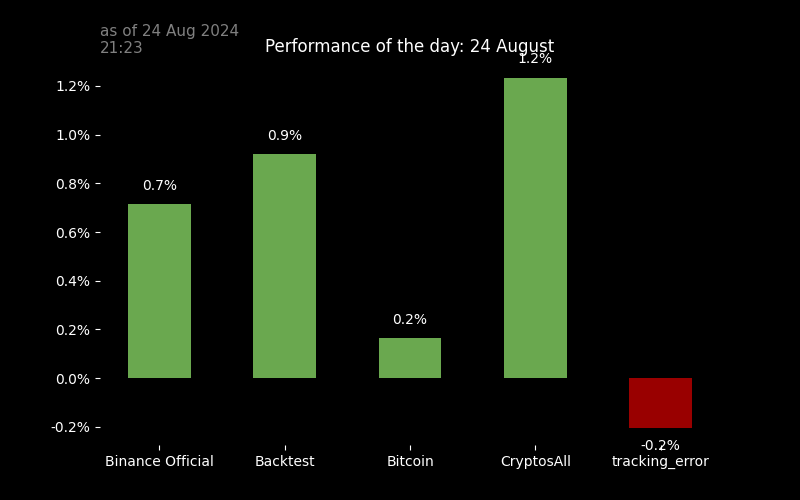 as of 24 Aug 2024
21:23
Performance of the day: 24 August
1.2%
1.2%
1.0%
0.9%
0.8%
0.7%
0.6%
0.4%
0.2%
0.2%
0.0%
-0.2%
-0.2%
Binance Official
Backtest
Bitcoin
CryptosAll
tracking_error